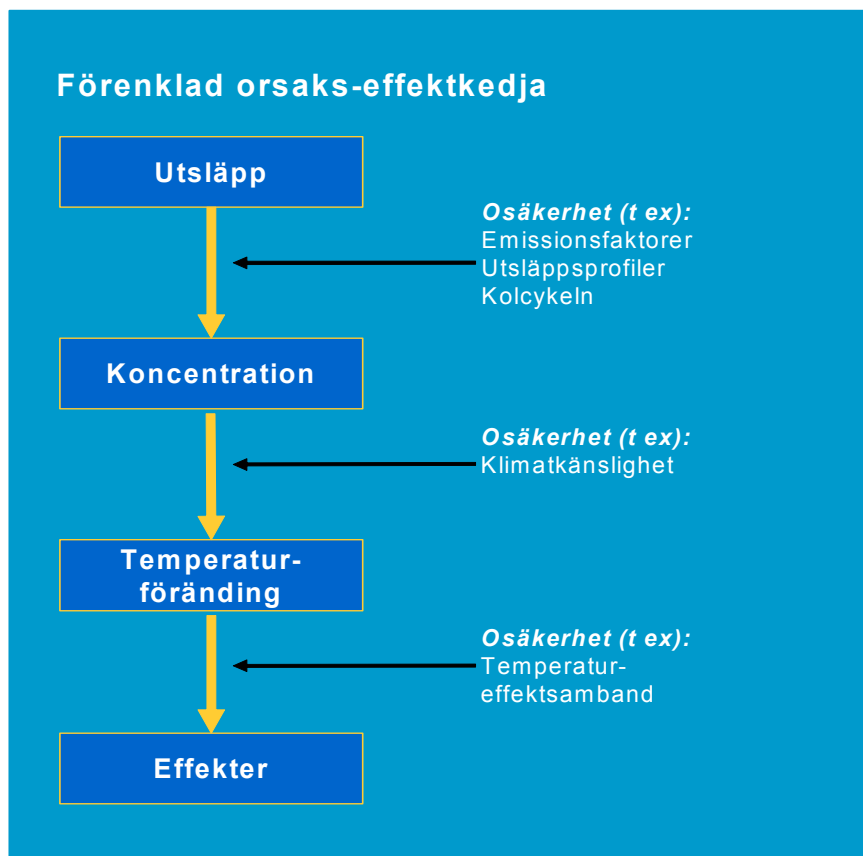 Förenklad orsaks-effektkedja
Utsläpp
Osäkerhet (t ex):
Emissionsfaktorer
Utsläppsprofiler
Kolcykeln
Koncentration
Osäkerhet (t ex):
Klimatkänslighet
Temperatur-
föränding
Osäkerhet (t ex):
Temperatur-
effektsamband
Effekter